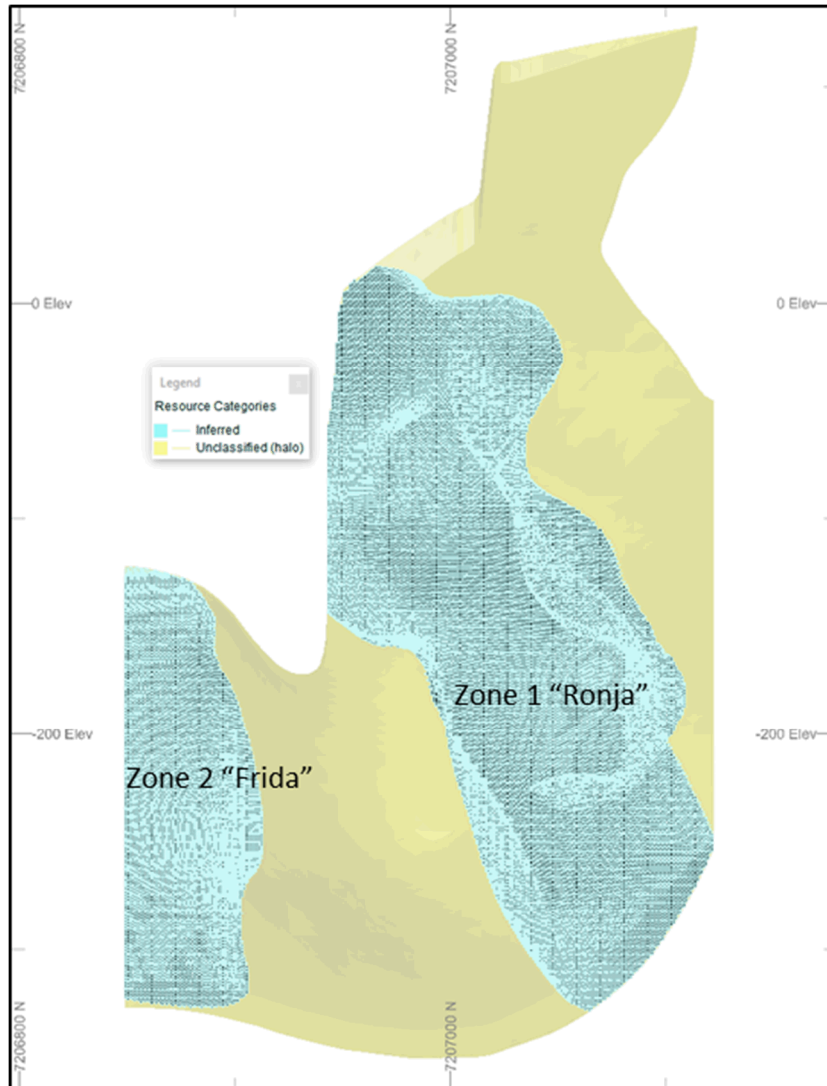 7206800 N
7207000 N
0 Elev
0 Elev
Legend
Resource Categories
Inferred
Unclassified (halo)
Zone 1 “Ronja”
-200 Elev
-200 Elev
Zone 2 “Frida”
7206800 N
7207000 N